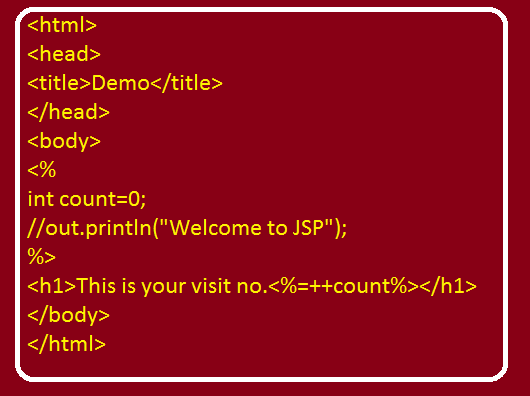 <html>
<head>
<title>Demo</title>
</head>
<body>
<%
int count=0;
//out.println("Welcome to JSP");
%>
<h1>This is your visit no.<%=++count%></h1>
</body>
</html>